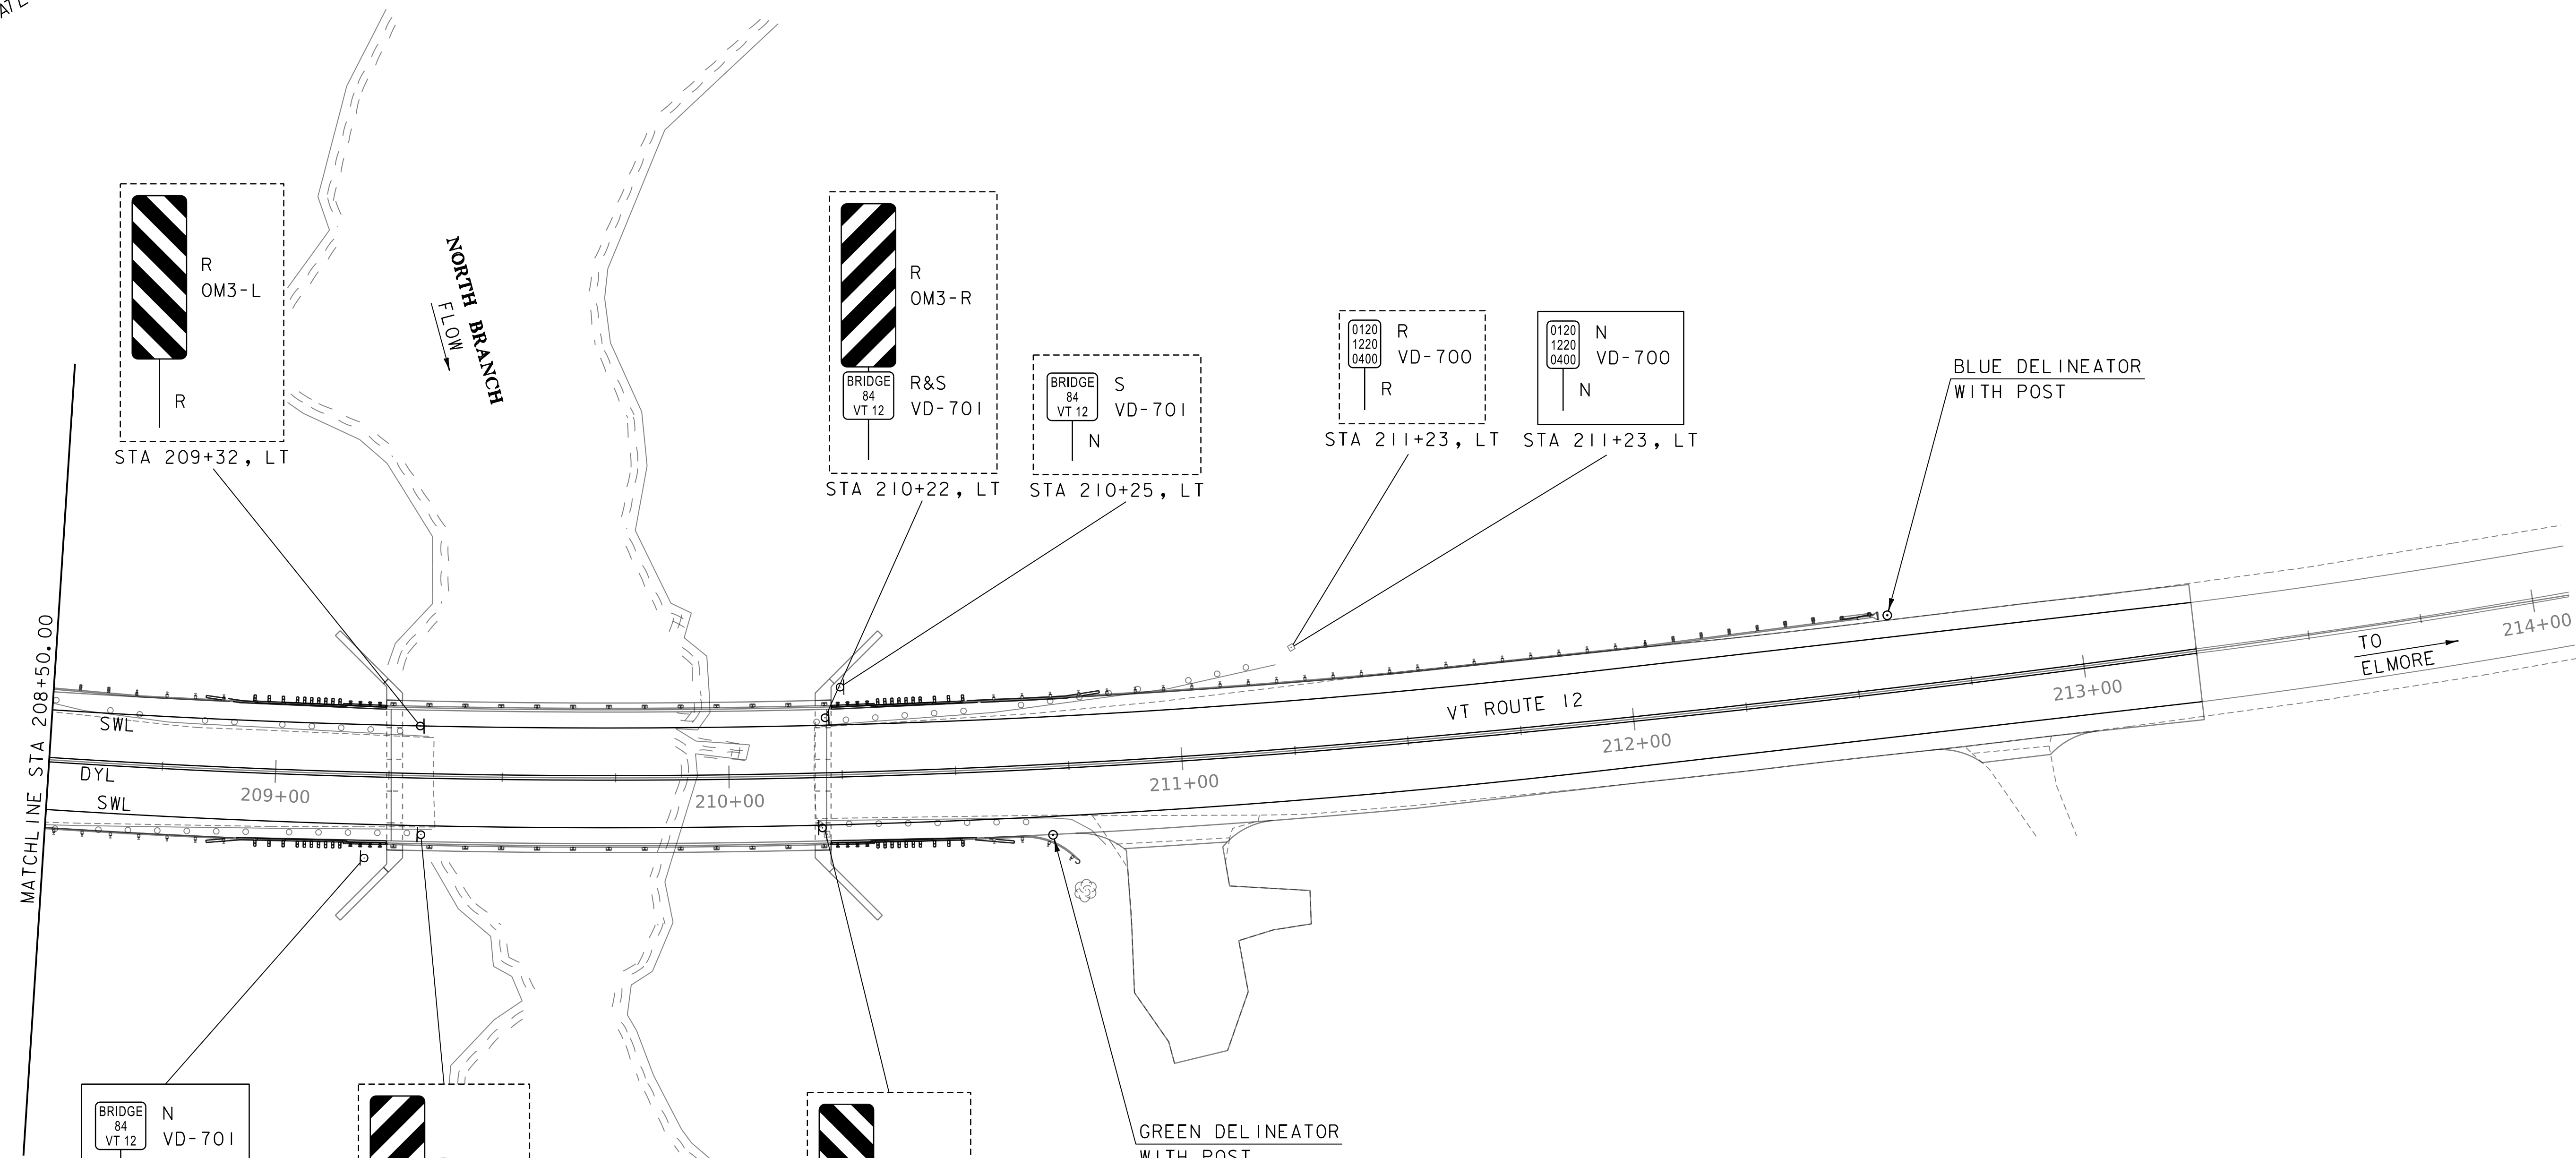 R
OM3-L
R
STA 209+32, LT
NORTH BRANCH
FLOW
R
OM3-R
BRIDGE
84
VT 12
R&S
VD-701
STA 210+22, LT
BRIDGE
84
VT 12
S
VD-701
N
STA 210+25, LT
0120
1220
0400
R
VD-700
R
STA 211+23, LT
0120
1220
0400
N
VD-700
N
STA 211+23, LT
BLUE DELINEATOR
WITH POST
MATCHLINE STA 208+50.00
SWL
DYL
SWL
209+00
210+00
211+00
212+00
213+00
214+00
VT ROUTE 12
TO
ELMORE
BRIDGE
84
VT 12
N
VD-701
GREEN DELINEATOR
WITH POST